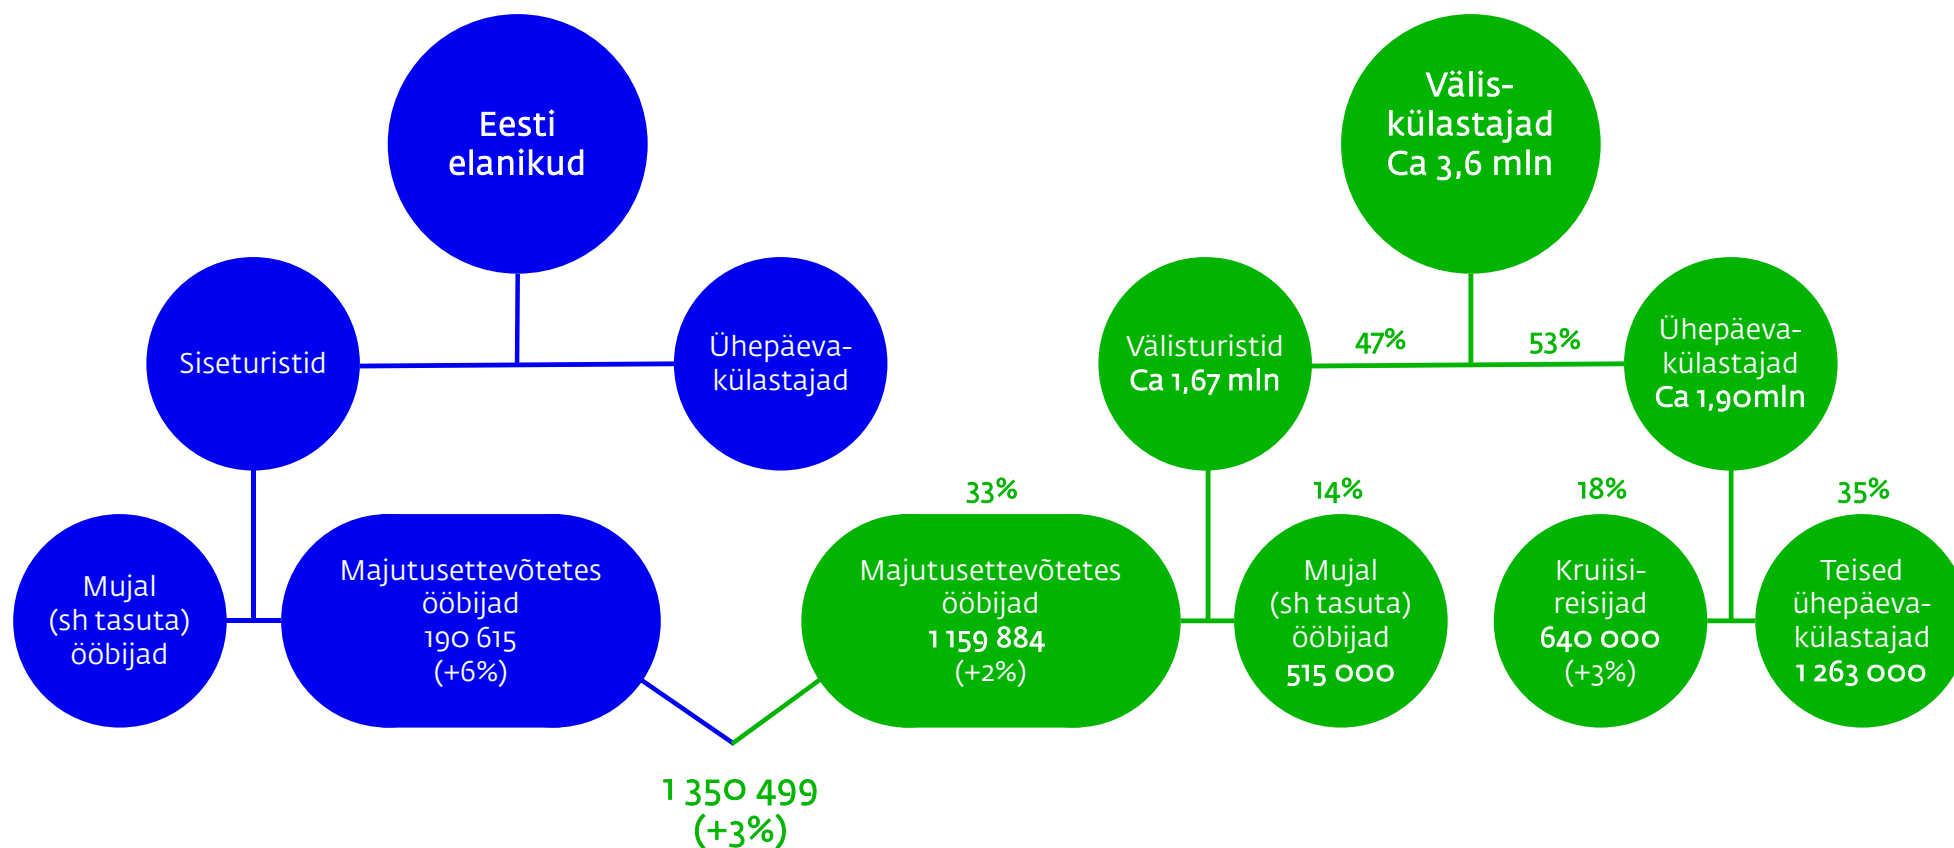 Eesti
elanikud
Siseturistid
Ühepäeva-
külastajad
Mujal
(sh tasuta)
ööbijad
Majutusettevõtetes
ööbijad
190 615
(+6%)
Välis-
külastajad
Ca 3,6 mln
47%
53%
Välisturistid
Ca 1,67 mln
Ühepäeva-
külastajad
Ca 1,90mln
33%
14%
18%
35%
Majutusettevõtetes
ööbijad
1 159 884
(+2%)
Mujal
(sh tasuta)
ööbijad
515 000
Kruiisi-
reisijad
640 000
(+3%)
Teised
ühepäeva-
külastajad
1 263 000
1 350 499
(+3%)